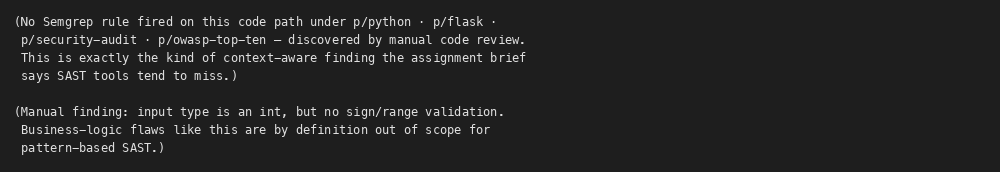 (No Semgrep rule fired on this code path under p/python · p/flask ·
p/security-audit · p/owasp-top-ten — discovered by manual code review.
This is exactly the kind of context-aware finding the assignment brief
says SAST tools tend to miss.)
(Manual finding: input type is an int, but no sign/range validation.
Business-logic flaws like this are by definition out of scope for
pattern-based SAST.)